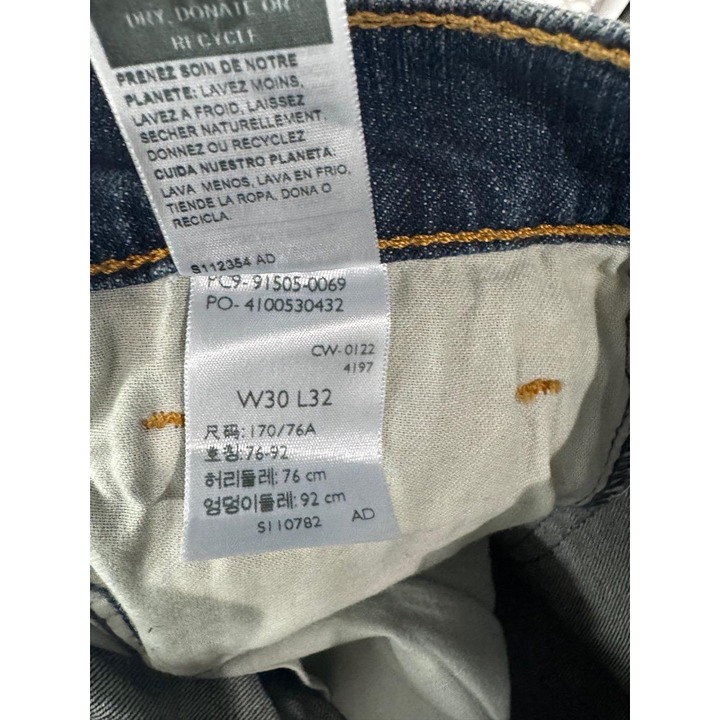 DRY, DONATE OR
RECYCLE
PRENEZ SOIN DE NOTRE
PLANETE: LAVEZ MOINS,
LAVEZ A FROID, LAISSEZ
SECHER NATURELLEMENT,
DONNEZ OU RECYCLEZ
CUIDA NUESTRO PLANETA:
LAVA MENOS, LAVA EN FRIO,
TIENDE LA ROPA, DONA O
RECICLA.
S112354 AD
PC9-91505-0069
PO-4100530432
CW-0122
4197
W30 L32
尺码:170/76A
호칭:76-92
허리둘레:76 cm
엉덩이둘레:92 cm
S110782 AD